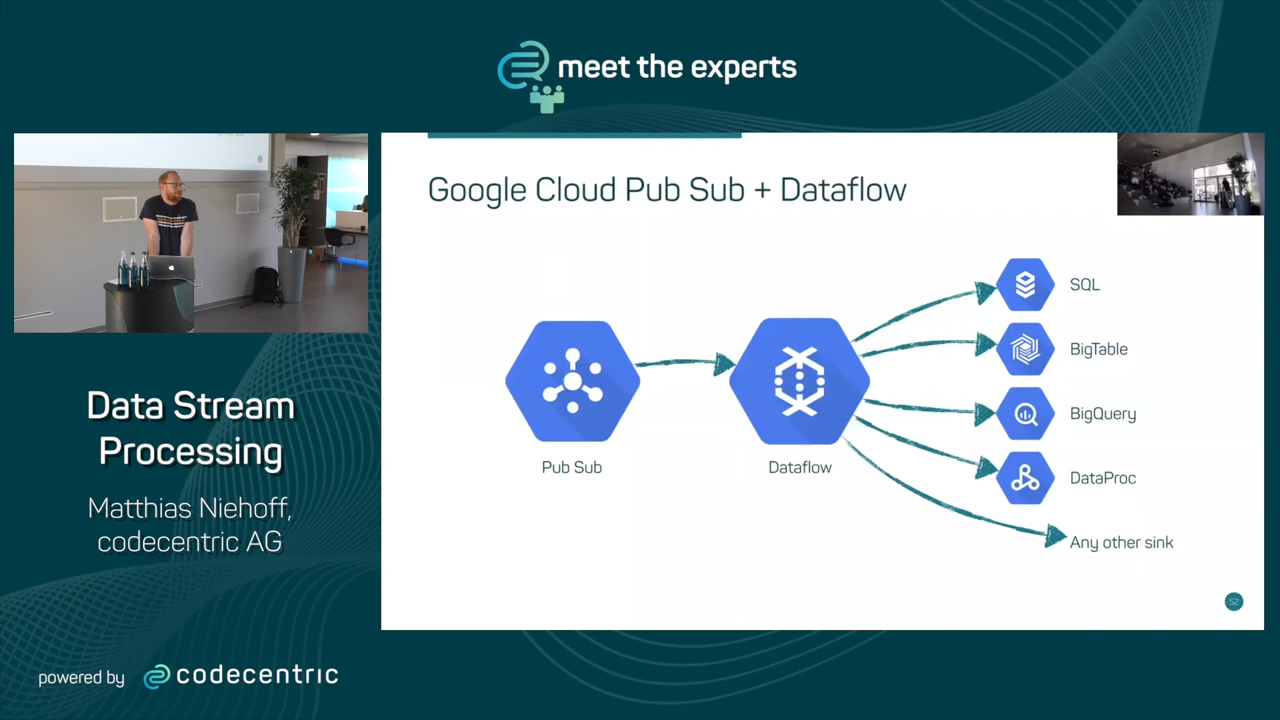 meet the experts
Google Cloud Pub Sub + Dataflow
SQL
BigTable
BigQuery
DataProc
Any other sink
Pub Sub
Dataflow
52
Data Stream
Processing
Matthias Niehoff,
codecentric AG
powered by codecentric